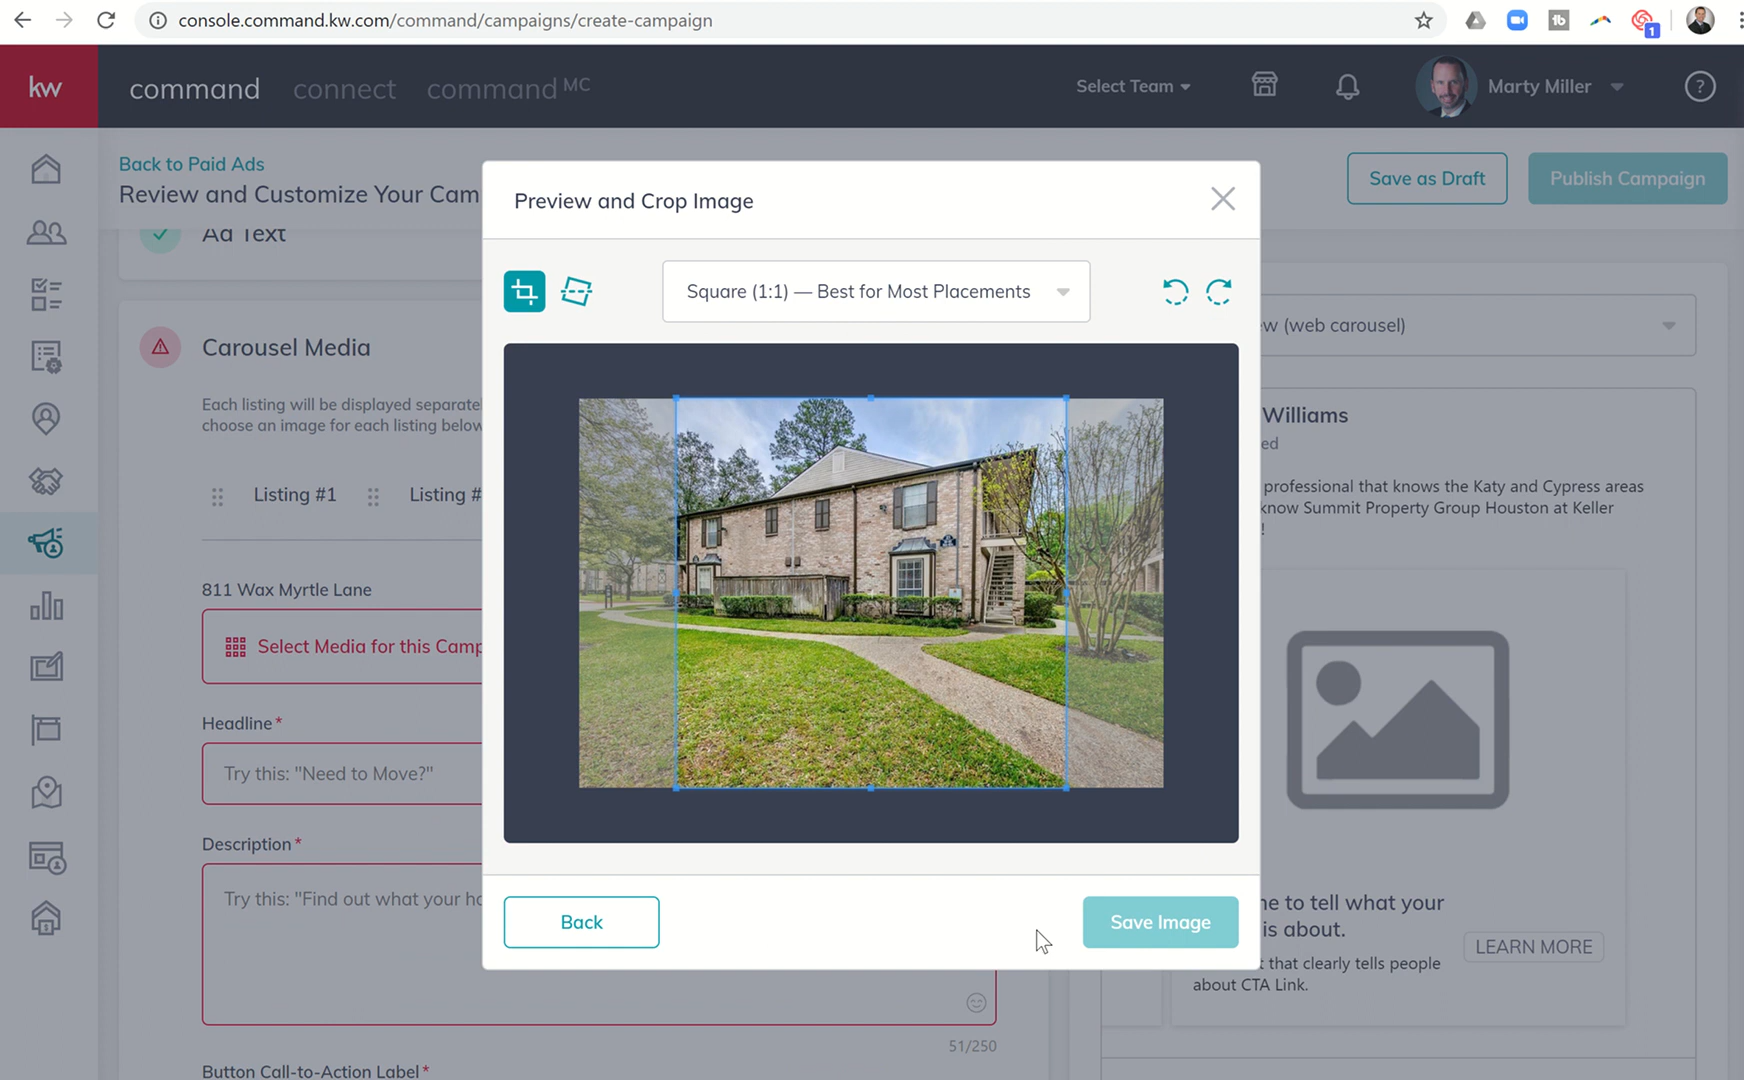 console.command.kw.com/command/campaigns/create-campaign
1
kw
command
connect
command MC
Select Team
Marty Miller
?
Back to Paid Ads
Review and Customize Your Cam
Save as Draft
Publish Campaign
Ad Text
Preview and Crop Image
Square (1:1) — Best for Most Placements
Carousel Media
Each listing will be displayed separate
choose an image for each listing below
Listing #1
Listing #
811 Wax Myrtle Lane
Select Media for this Camp
Headline*
Try this: "Need to Move?"
Description*
Try this: "Find out what your ho
51/250
Button Call-to-Action Label*
Back
Save Image
ew (web carousel)
Williams
ed
professional that knows the Katy and Cypress areas
know Summit Property Group Houston at Keller
!
ne to tell what your
is about.
LEARN MORE
t that clearly tells people
about CTA Link.